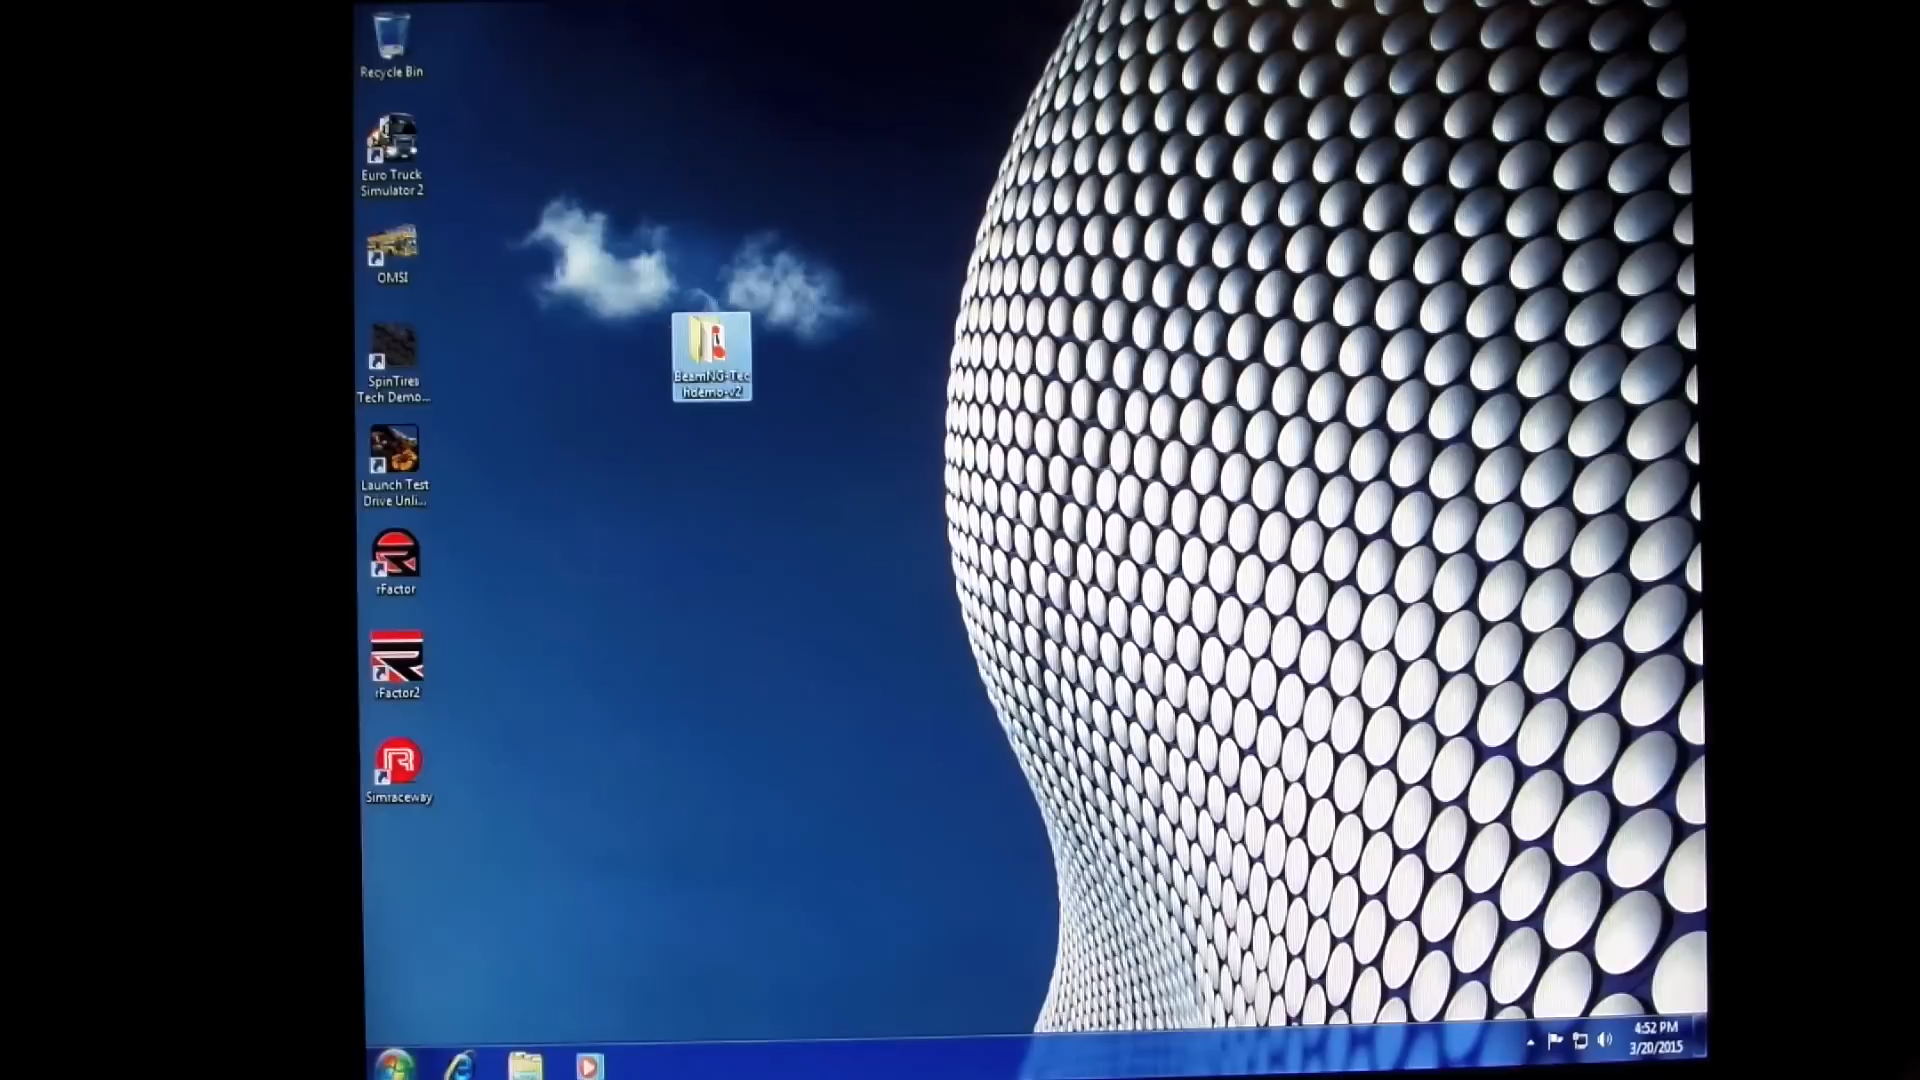 Recycle Bin
Euro Truck
Simulator 2
OMSI
SpinTires
Tech Demo...
Launch Test
Drive Unli...
rFactor
rFactor2
Simraceway
BeamNG-Tec
hdemo-v2
4:52 PM
3/20/2015